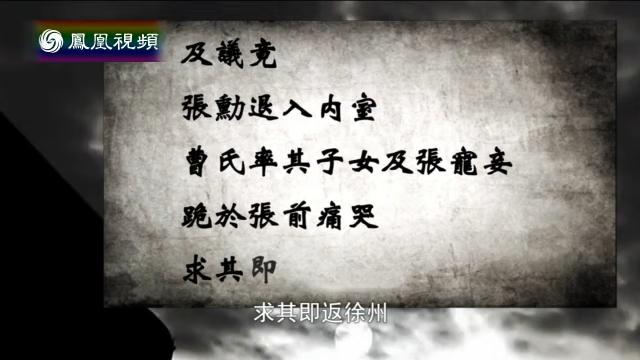 鳳凰視頻
及議竟
張勳退入内室
曹氏率其子女及張寵妾
跪於張前痛哭
求其即
求其即返徐州